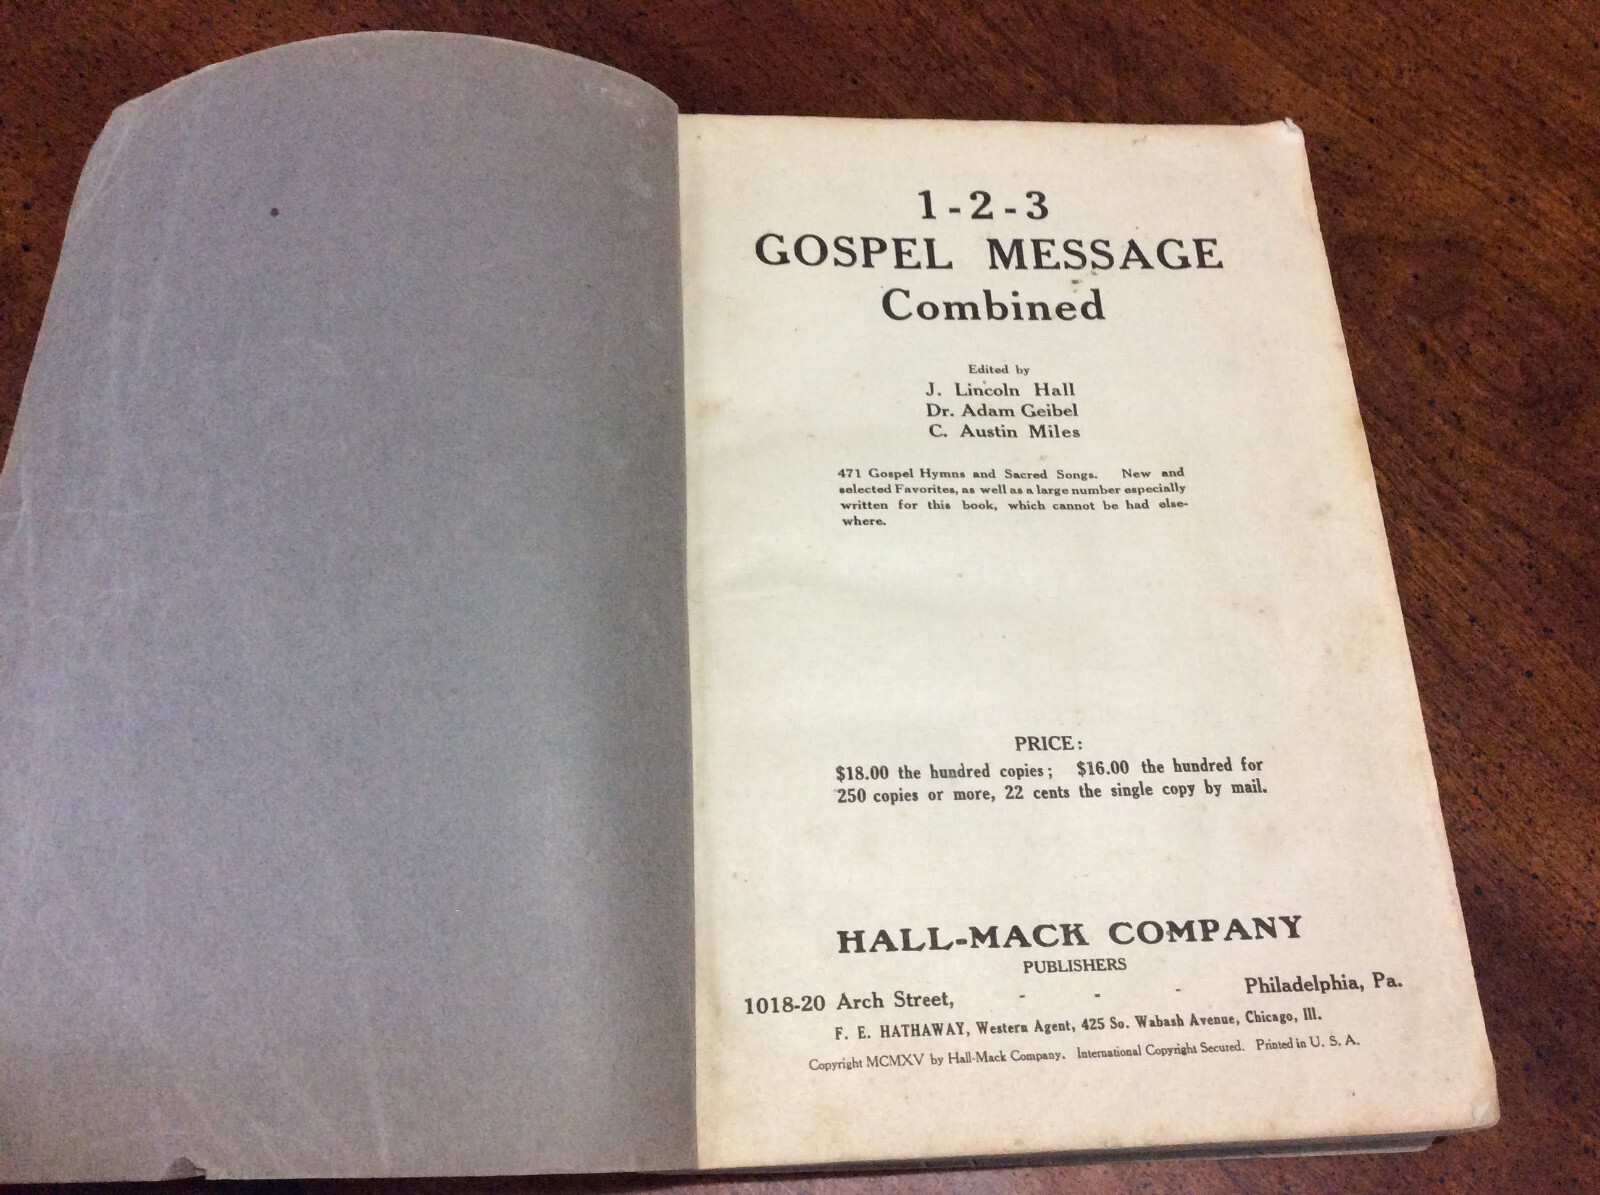 1-2-3
GOSPEL MESSAGE
Combined
Edited by
J. Lincoln Hall
Dr. Adam Geibel
C. Austin Miles
471 Gospel Hymns and Sacred Songs. New and
selected Favorites, as well as a large number especially
written for this book, which cannot be had else-
where.
PRICE:
$18.00 the hundred copies; $16.00 the hundred for
250 copies or more, 22 cents the single copy by mail.
HALL-MACK COMPANY
PUBLISHERS
1018-20 Arch Street, - - - Philadelphia, Pa.
F. E. HATHAWAY, Western Agent, 425 So. Wabash Avenue, Chicago, Ill.
Copyright MCMXV by Hall-Mack Company. International Copyright Secured. Printed in U. S. A.